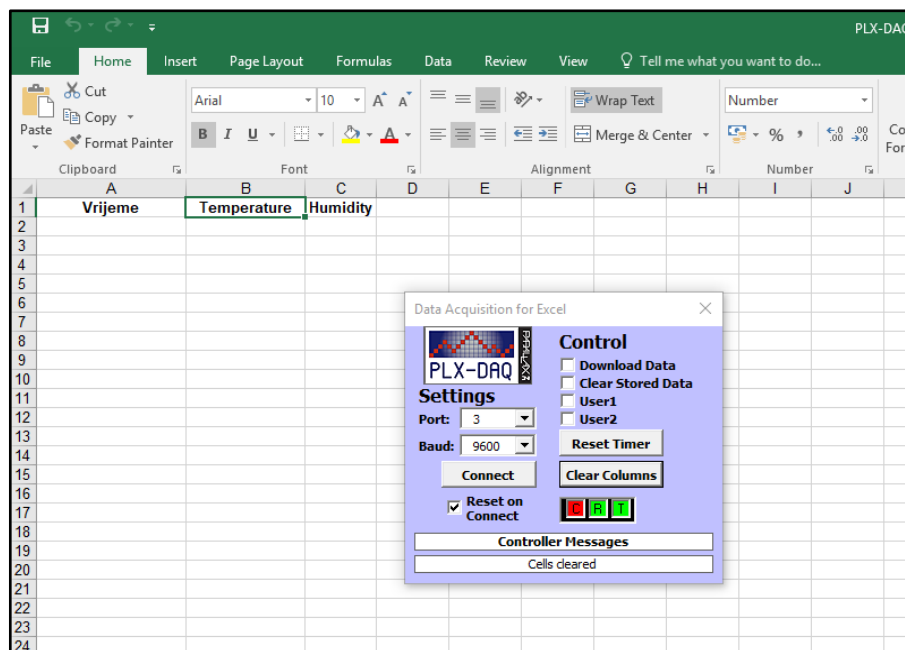 PLX-DAQ
File Home Insert Page Layout Formulas Data Review View Tell me what you want to do...
Cut
Copy
Format Painter
Paste
Arial 10 A A
B I U A
Wrap Text
Merge & Center
Number
% , .00 .00
Co
For
Clipboard Font Alignment Number
A B C D E F G H I J
1 Vrijeme Temperature Humidity
2
3
4
5
6
7
8
9
10
11
12
13
14
15
16
17
18
19
20
21
22
23
24
Data Acquisition for Excel
PLX-DAQ
PARALLAX
Control
Download Data
Clear Stored Data
User1
User2
Settings
Port: 3
Baud: 9600
Reset Timer
Connect
Clear Columns
Reset on
Connect
C R T
Controller Messages
Cells cleared